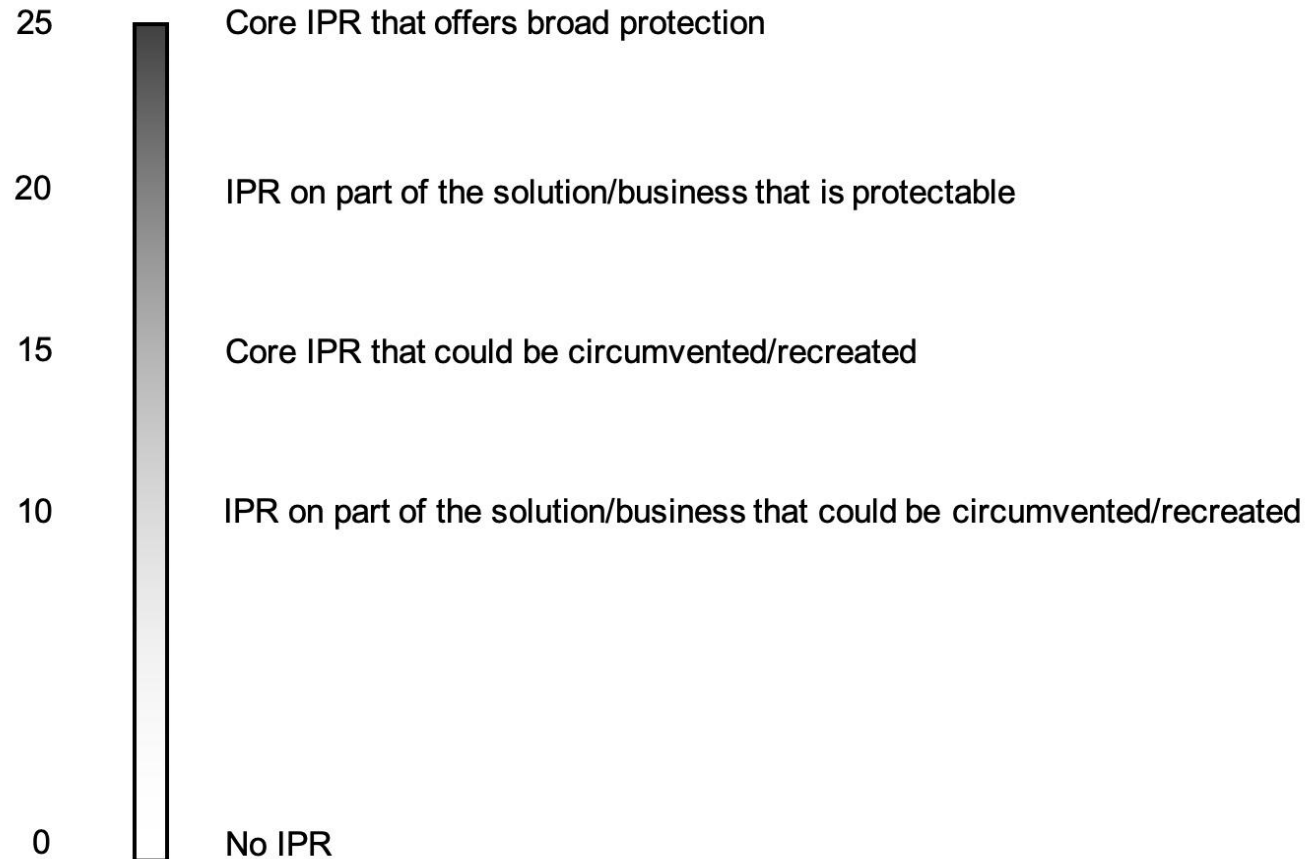 25 Core IPR that offers broad protection
20 IPR on part of the solution/business that is protectable
15 Core IPR that could be circumvented/recreated
10 IPR on part of the solution/business that could be circumvented/recreated
0 No IPR